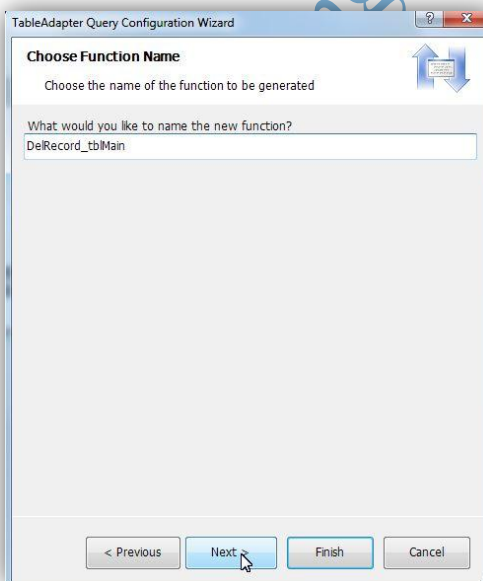 TableAdapter Query Configuration Wizard
Choose Function Name
Choose the name of the function to be generated
What would you like to name the new function?
DelRecord_tblMain
< Previous Next > Finish Cancel